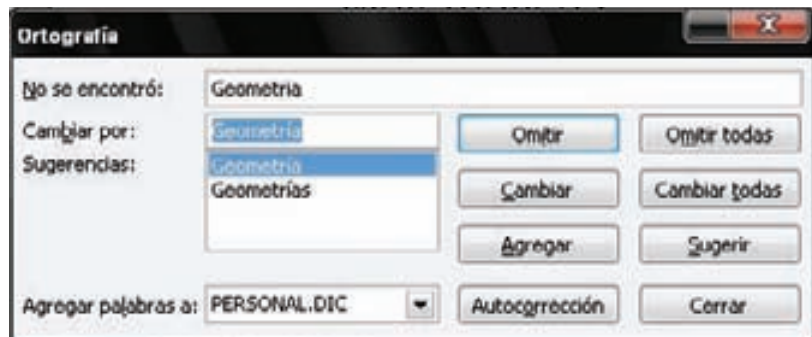 Ortografía
No se encontró: Geometria
Cambiar por: Geometría Omitir Omitir todas
Sugerencias: Geometría
Geometrías Cambiar Cambiar todas
Agregar Sugerir
Agregar palabras a: PERSONAL.DIC Autocorrección Cerrar